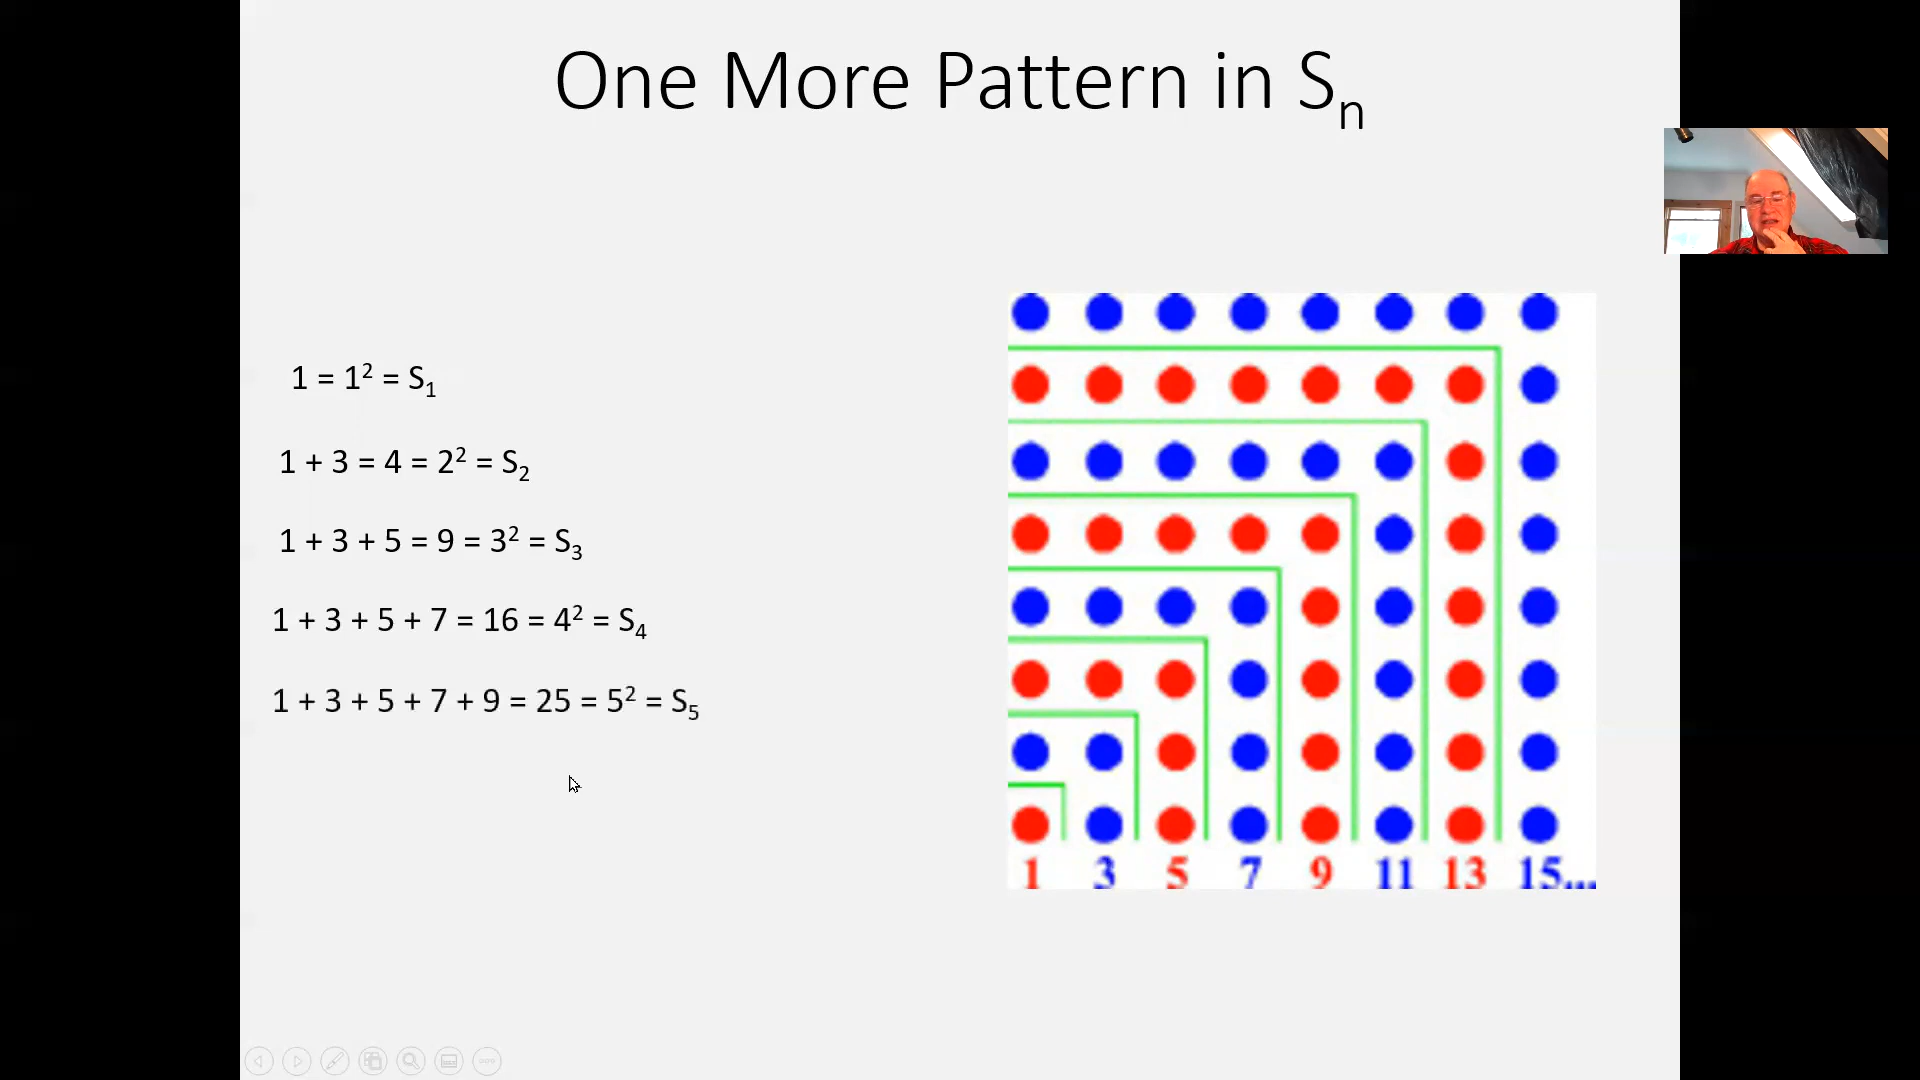 One More Pattern in Sₙ
1 = 1² = S₁
1 + 3 = 4 = 2² = S₂
1 + 3 + 5 = 9 = 3² = S₃
1 + 3 + 5 + 7 = 16 = 4² = S₄
1 + 3 + 5 + 7 + 9 = 25 = 5² = S₅
1 3 5 7 9 11 13 15...